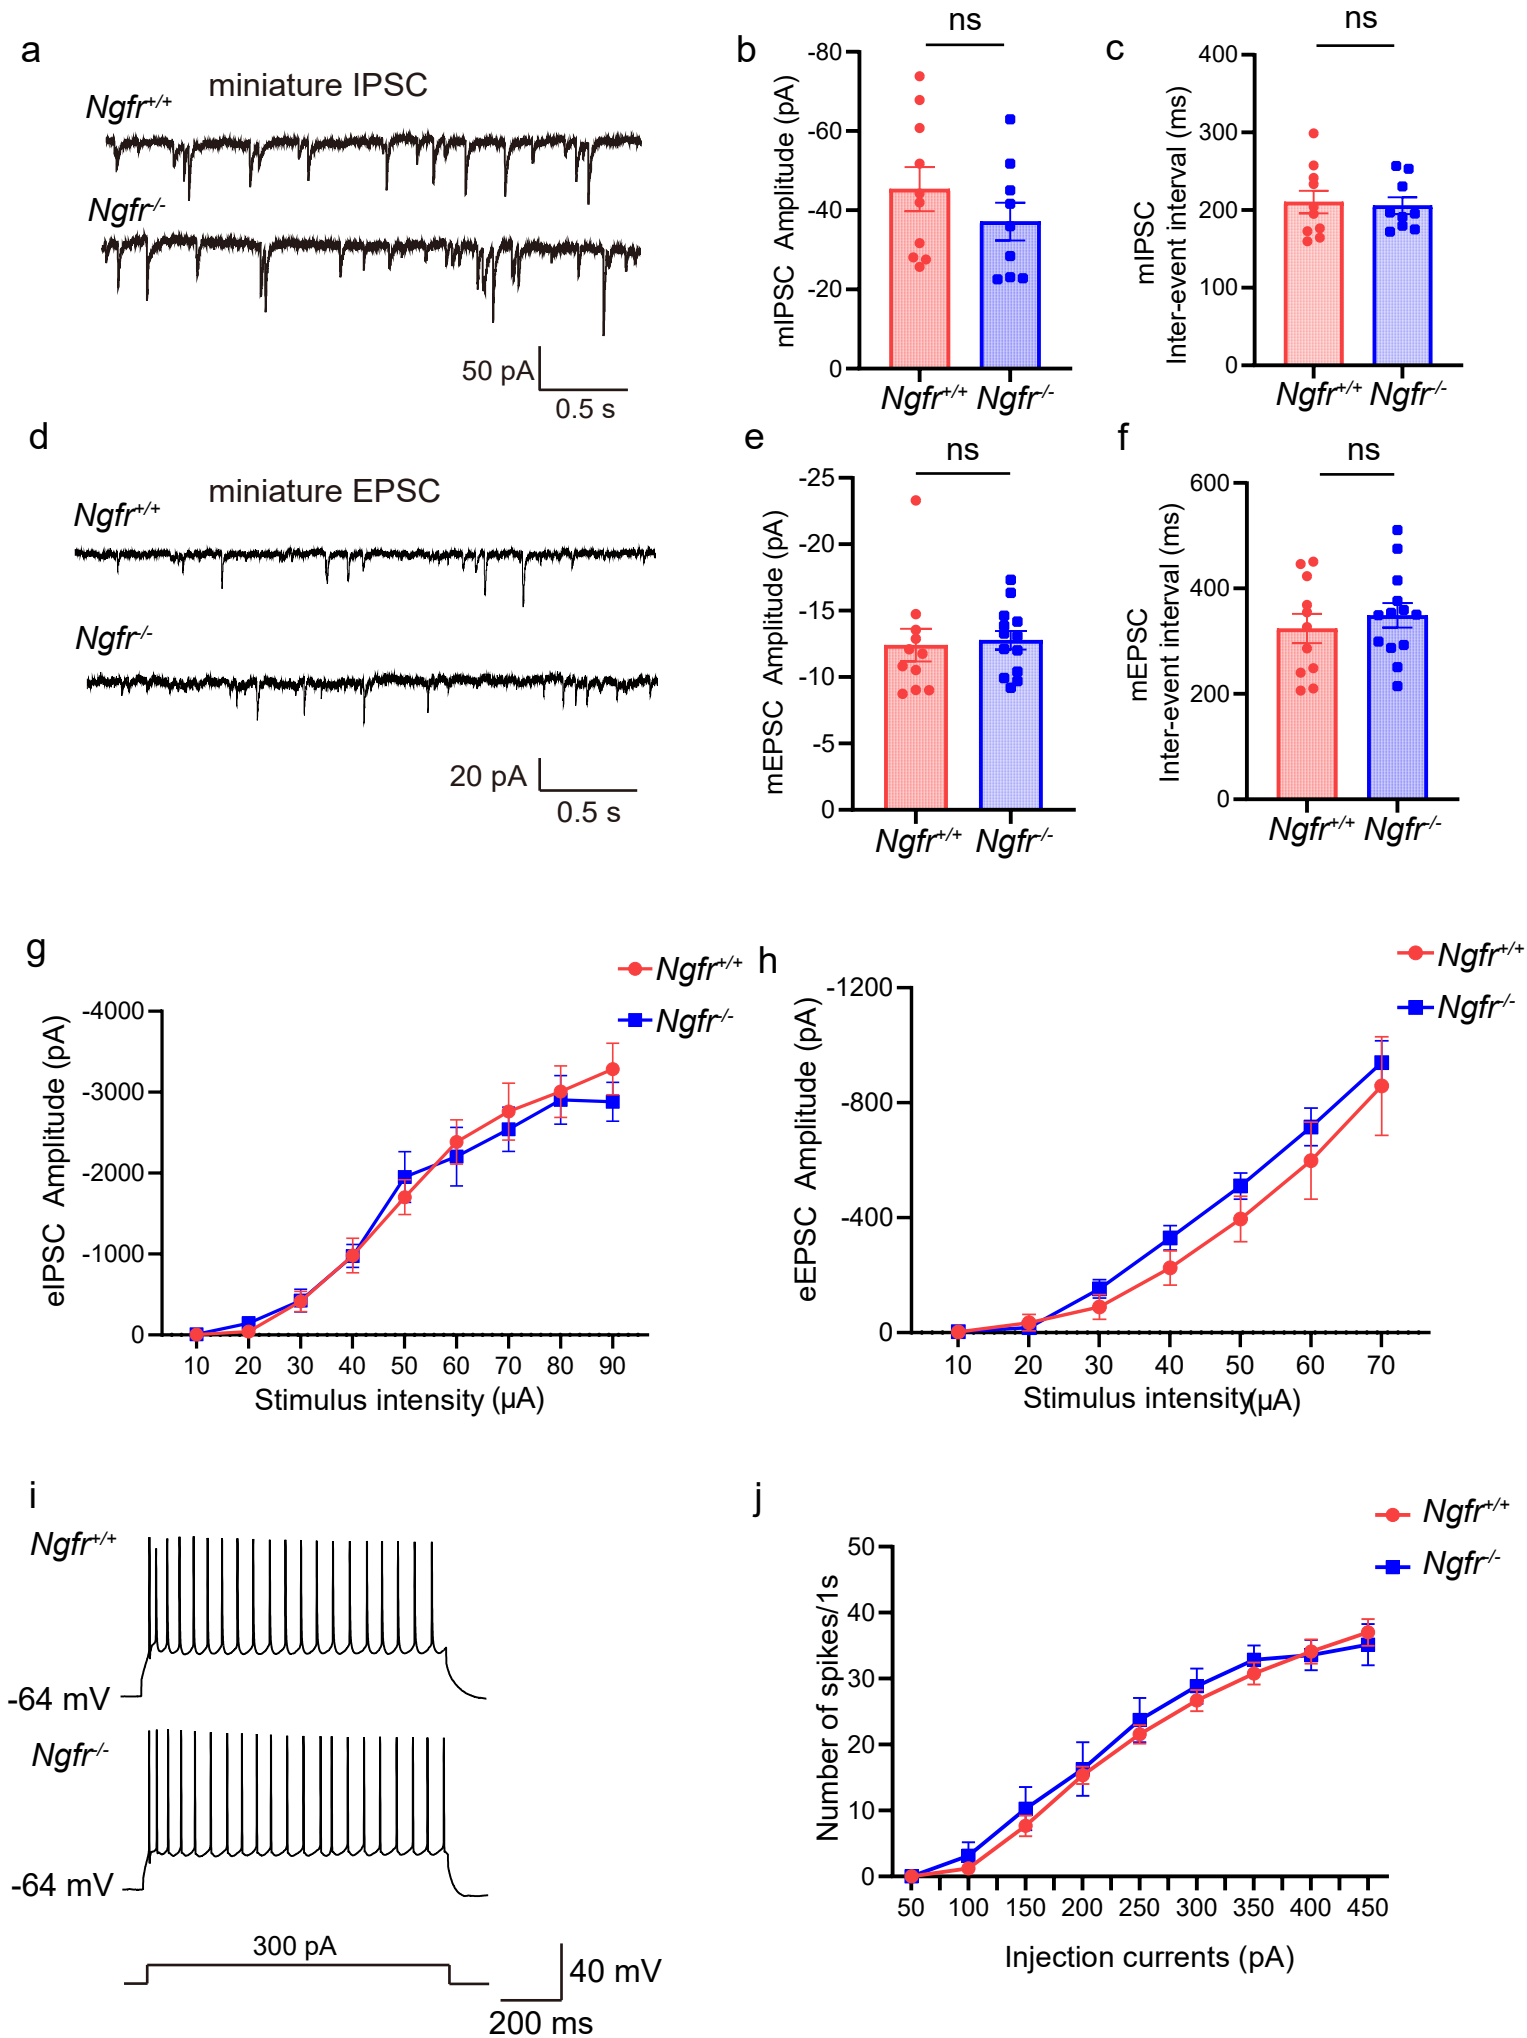 a
miniature IPSC
Ngfr+/+
Ngfr-/-
50 pA
0.5 s
b
ns
mIPSC Amplitude (pA)
-80
-60
-40
-20
0
Ngfr+/+ Ngfr-/-
c
ns
mIPSC
Inter-event interval (ms)
400
300
200
100
0
Ngfr+/+ Ngfr-/-
d
miniature EPSC
Ngfr+/+
Ngfr-/-
20 pA
0.5 s
e
ns
mEPSC Amplitude (pA)
-25
-20
-15
-10
-5
0
Ngfr+/+ Ngfr-/-
f
ns
mEPSC
Inter-event interval (ms)
600
400
200
0
Ngfr+/+ Ngfr-/-
g
Ngfr+/+
Ngfr-/-
eIPSC Amplitude (pA)
-4000
-3000
-2000
-1000
0
10 20 30 40 50 60 70 80 90
Stimulus intensity (µA)
h
Ngfr+/+
Ngfr-/-
eEPSC Amplitude (pA)
-1200
-800
-400
0
10 20 30 40 50 60 70
Stimulus intensity(µA)
i
Ngfr+/+
-64 mV
Ngfr-/-
-64 mV
300 pA
40 mV
200 ms
j
Ngfr+/+
Ngfr-/-
Number of spikes/1s
50
40
30
20
10
0
50 100 150 200 250 300 350 400 450
Injection currents (pA)